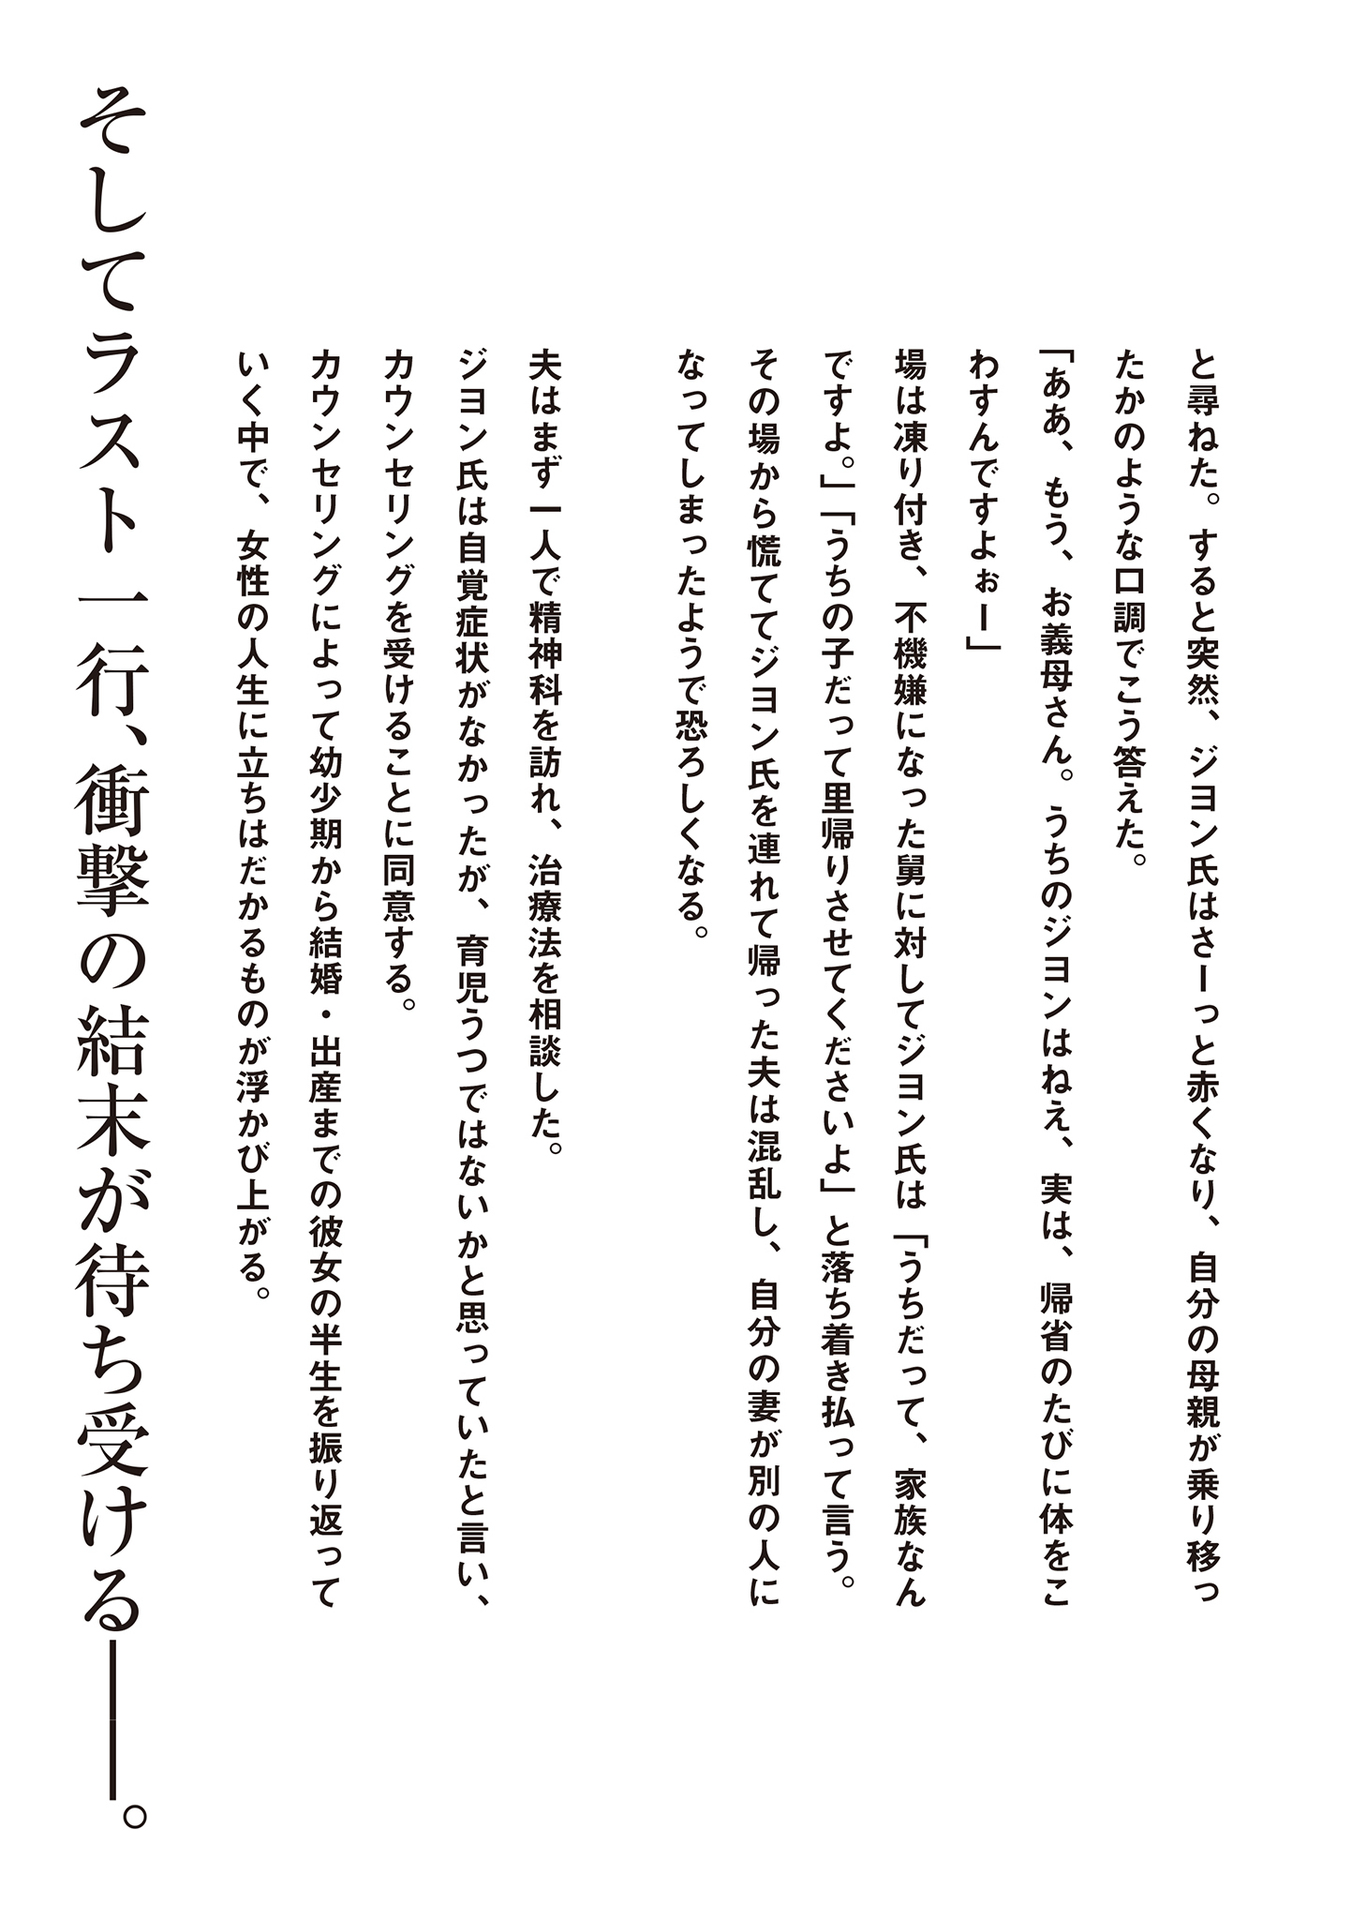 と尋ねた。すると突然、ジヨン氏はさーっと赤くなり、自分の母親が乗り移っ
たかのような口調でこう答えた。
「ああ、もう、お義母さん。うちのジヨンはねえ、実は、帰省のたびに体をこ
わすんですよぉー」
場は凍り付き、不機嫌になった舅に対してジヨン氏は「うちだって、家族なん
ですよ。」「うちの子だって里帰りさせてくださいよ」と落ち着き払って言う。
その場から慌ててジヨン氏を連れて帰った夫は混乱し、自分の妻が別の人に
なってしまったようで恐ろしくなる。
夫はまず一人で精神科を訪れ、治療法を相談した。
ジヨン氏は自覚症状がなかったが、育児うつではないかと思っていたと言い、
カウンセリングを受けることに同意する。
カウンセリングによって幼少期から結婚・出産までの彼女の半生を振り返って
いく中で、女性の人生に立ちはだかるものが浮かび上がる。
そしてラスト一行、衝撃の結末が待ち受ける――。